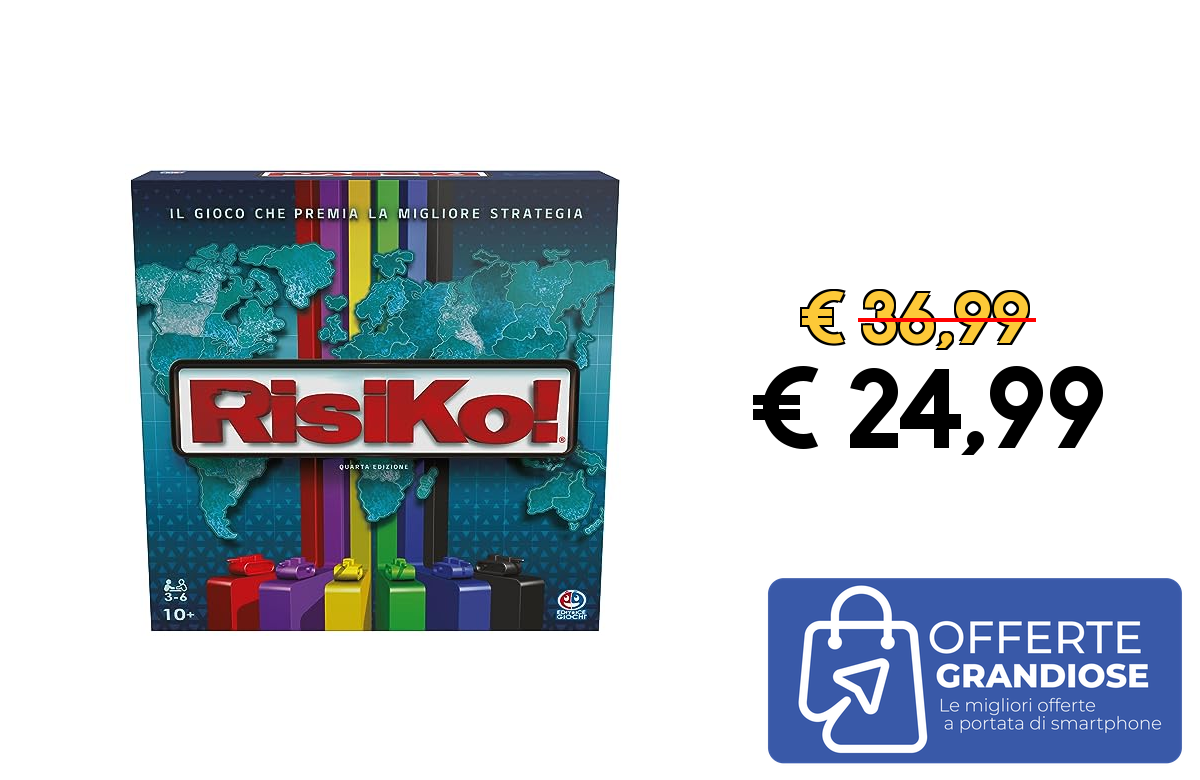 IL GIOCO CHE PREMIA LA MIGLIORE STRATEGIA
RisiKo!®
QUARTA EDIZIONE
3-6
10+
EDITRICE
GIOCHI
€ 36,99
€ 24,99
OFFERTE
GRANDIOSE
Le migliori offerte
a portata di smartphone